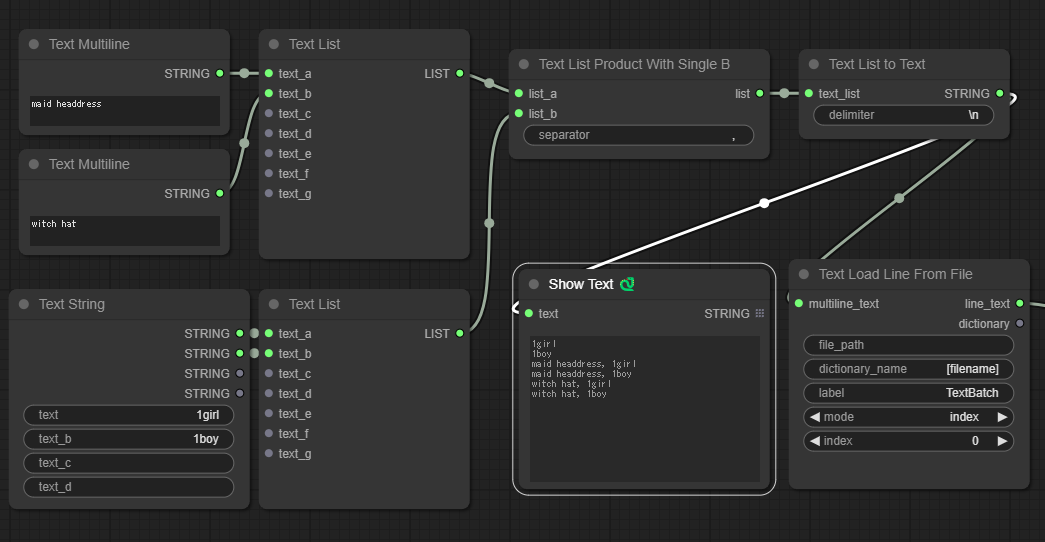 Text Multiline
STRING
maid headdress
Text Multiline
STRING
witch hat
Text List
text_a
LIST
text_b
text_c
text_d
text_e
text_f
text_g
Text String
STRING
STRING
STRING
STRING
text 1girl
text_b 1boy
text_c
text_d
Text List
text_a
LIST
text_b
text_c
text_d
text_e
text_f
text_g
Text List Product With Single B
list_a
list
list_b
separator ,
Text List to Text
text_list
STRING
delimiter \n
Show Text
text
STRING
1girl
1boy
maid headdress, 1girl
maid headdress, 1boy
witch hat, 1girl
witch hat, 1boy
Text Load Line From File
multiline_text
line_text
dictionary
file_path
dictionary_name [filename]
label TextBatch
mode index
index 0